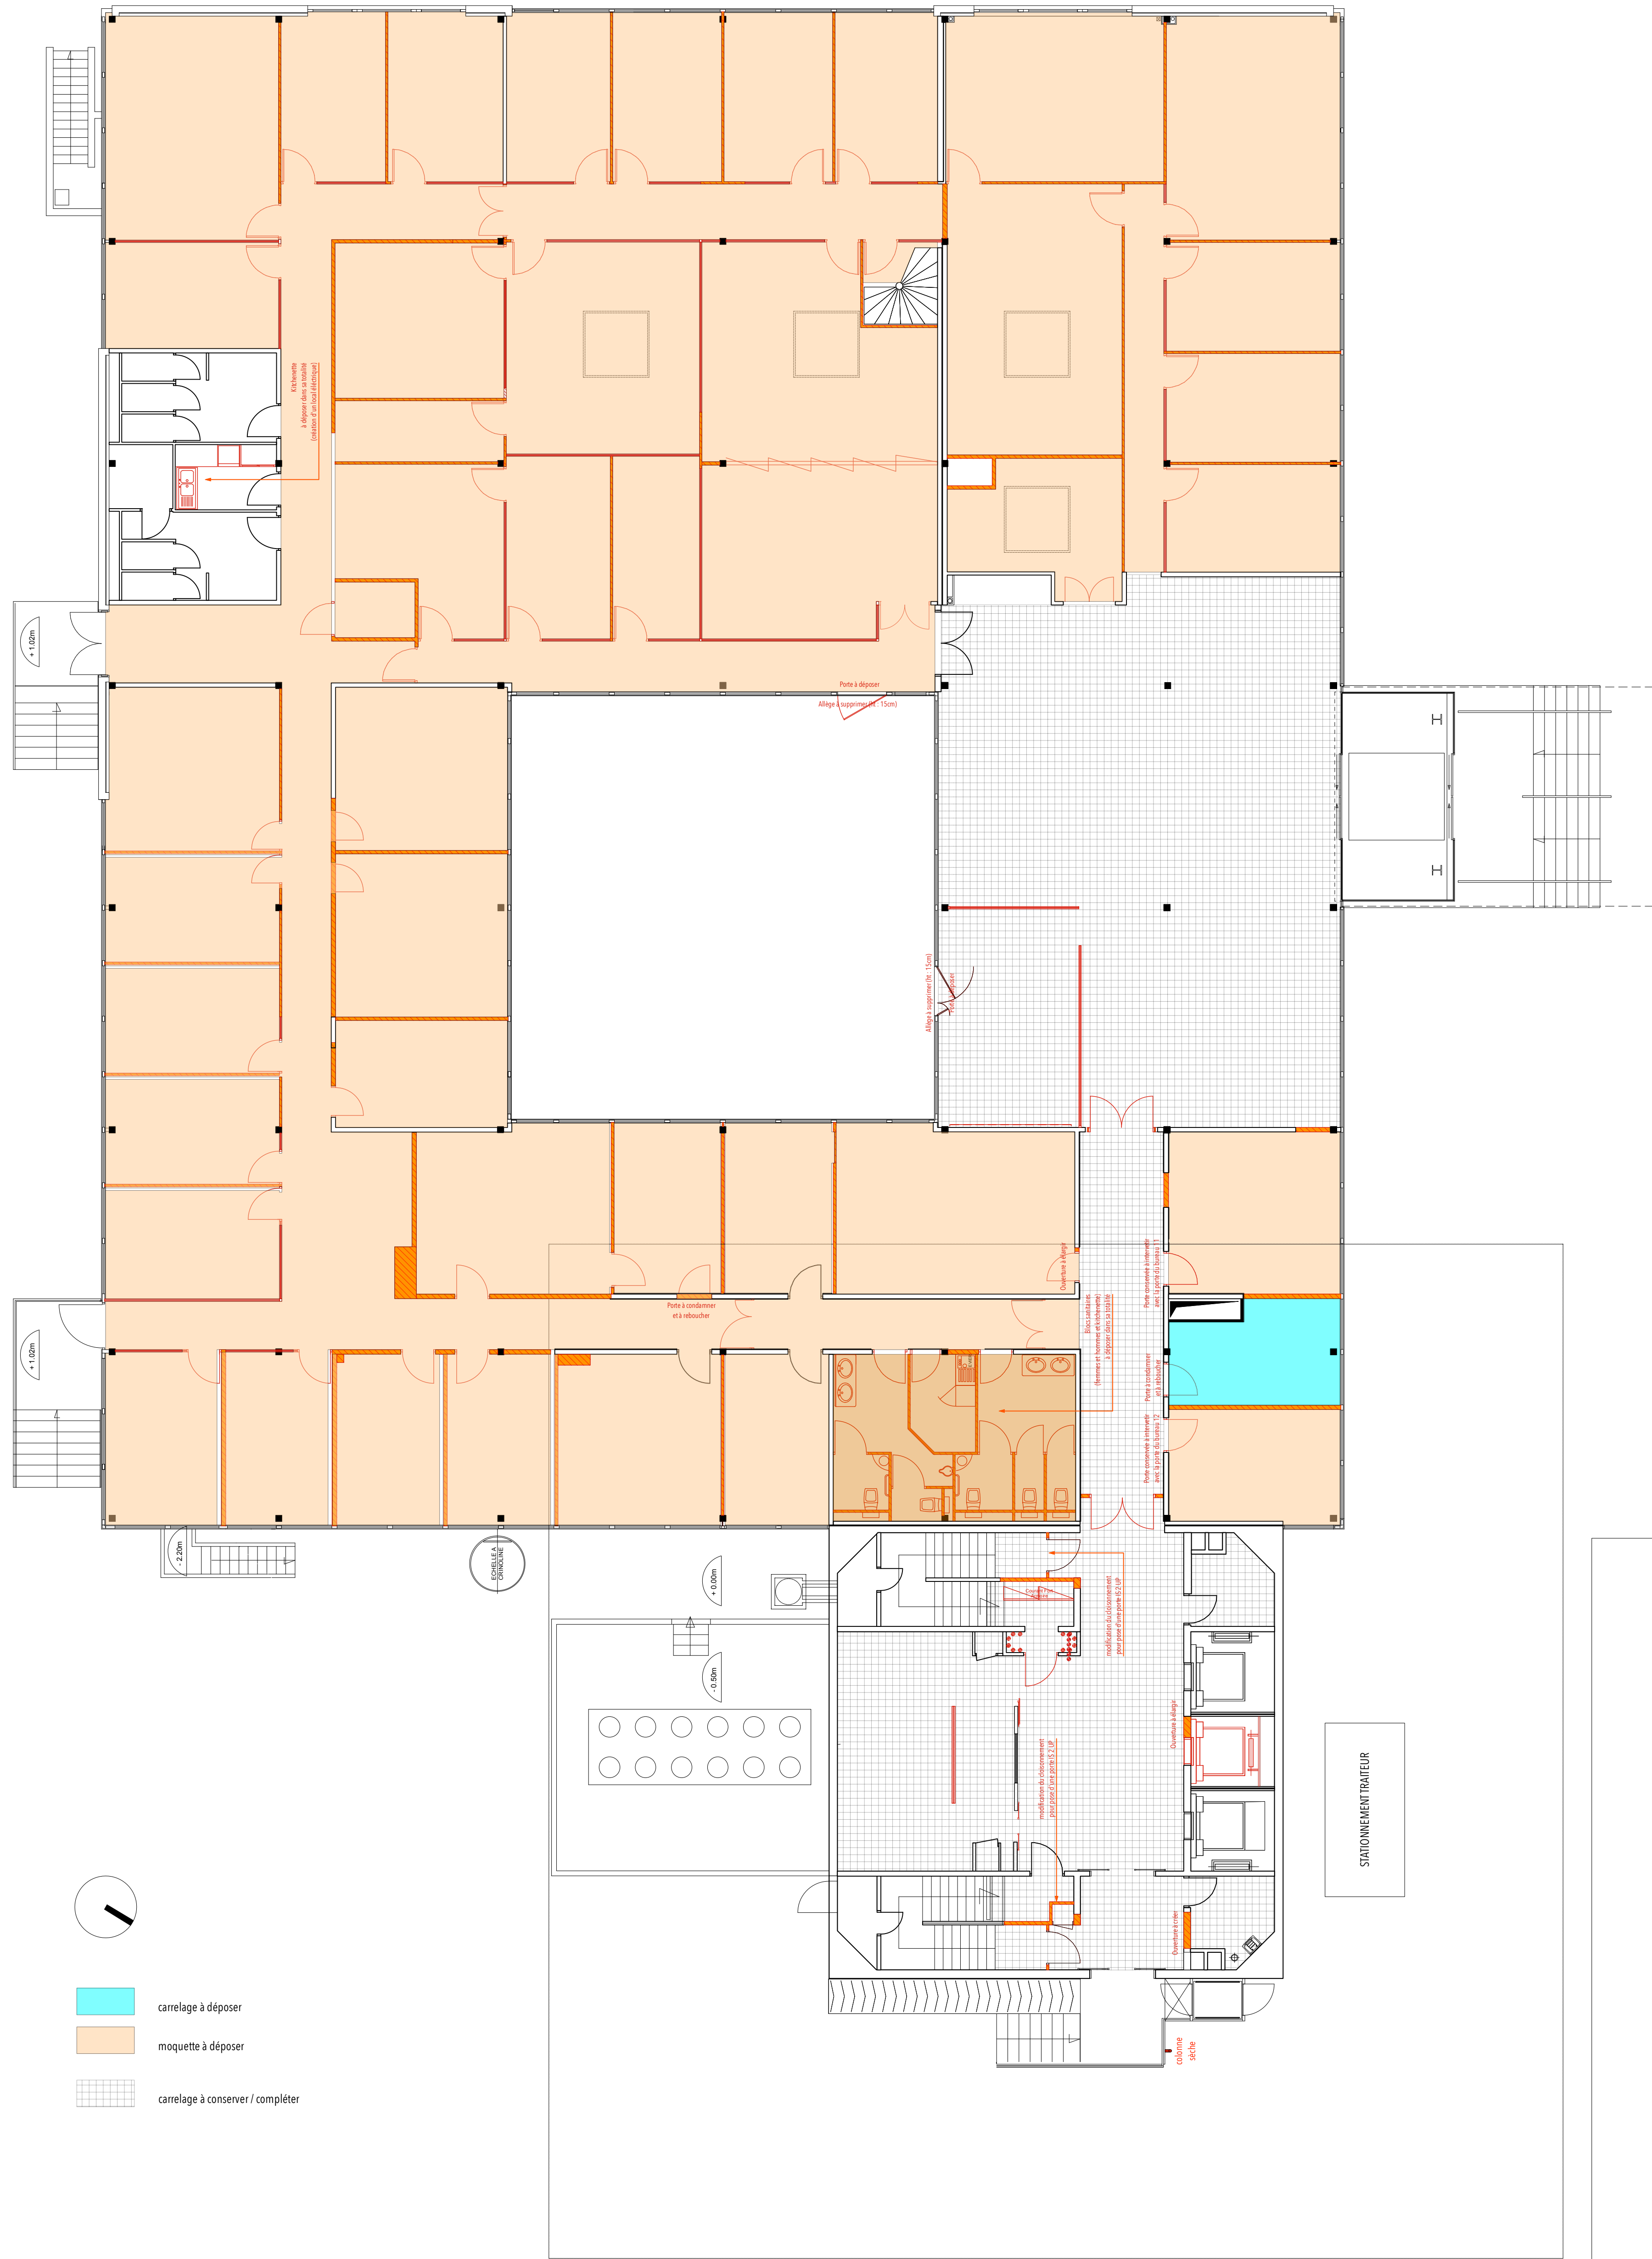 Kitchenette
à déposer dans sa totalité
(création d'un local éléctrique)
+ 1.02m
Porte à déposer
Allège à supprimer (ht : 15cm)
H
H
Allège à supprimer (ht : 15cm)
Porte à déposer
Ouverture à élargir
Porte conservée à intervertir
avec la porte du bureau 11
Blocs sanitaires
(femmes et hommes et kitchenette)
à déposer dans sa totalité
Porte à condamner
et à reboucher
+ 1.02m
Porte à condamner
et à reboucher
Porte conservée à intervertir
avec la porte du bureau 12
- 2.20m
ECHELLE A
CRINOLINE
+ 0.00m
modification du cloisonnement
pour pose d'une porte IS 2 UP
- 0.50m
Ouverture à élargir
modification du cloisonnement
pour pose d'une porte IS 2 UP
STATIONNEMENT TRAITEUR
Ouverture à créer
carrelage à déposer
moquette à déposer
colonne
sèche
carrelage à conserver / compléter